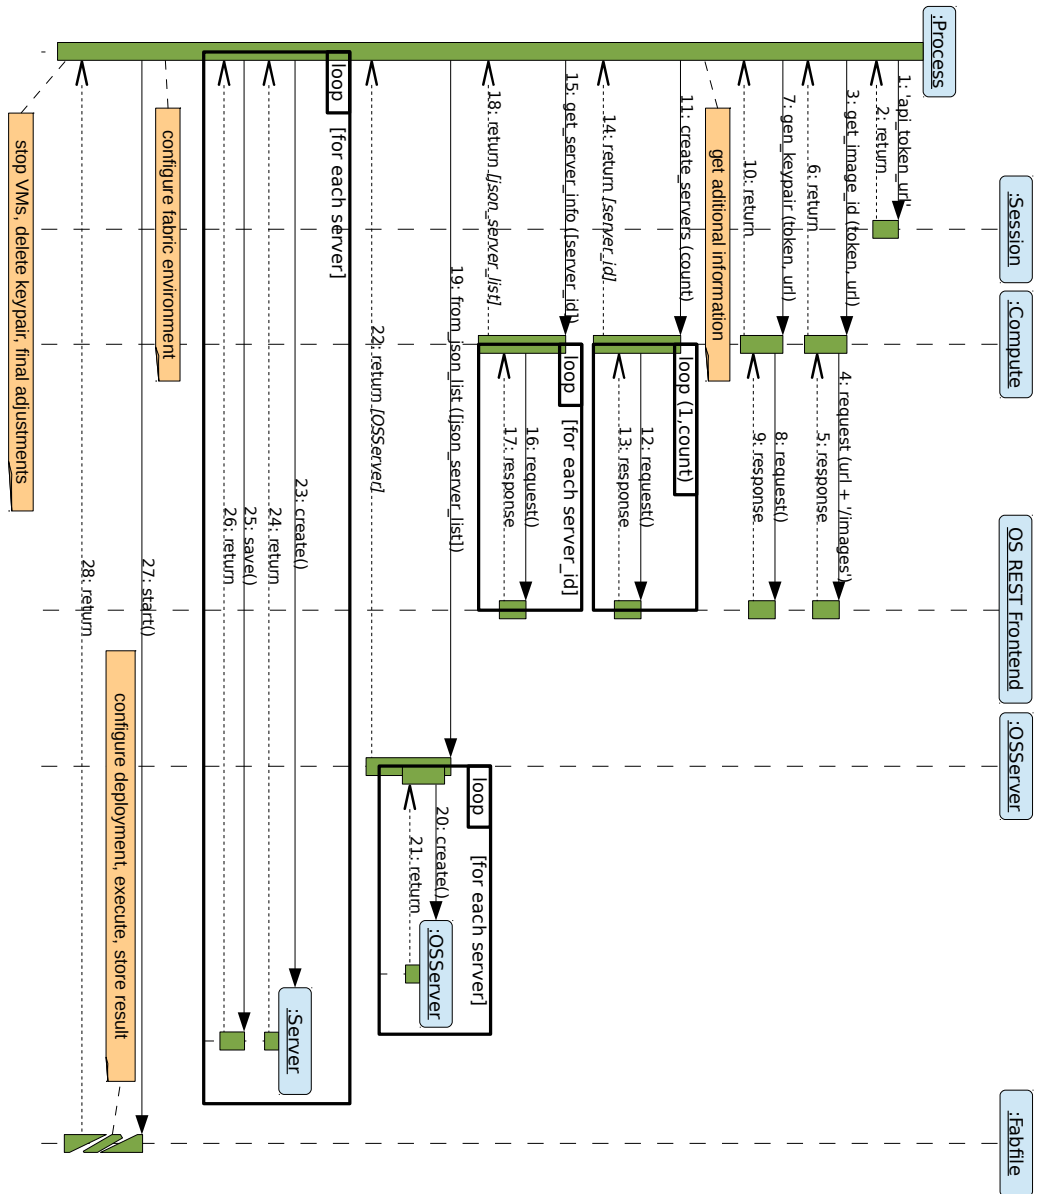 :Process
:Session
:Compute
OS REST Frontend
:OSServer
:Fabfile
1: 'api_token_url'
2: return
3: get_image_id (token, url)
4: request (url + '/images')
5: response
6: return
7: gen_keypair (token, url)
8: request()
9: response
10: return
get aditional information
11: create_servers (count)
loop (1,count)
12: request()
13: response
14: return [server_id]
15: get_server_info ([server_id])
loop
[for each server_id]
16: request()
17: response
18: return [json_server_list]
19: from_json_list ([json_server_list])
loop
[for each server]
20: create()
:OSServer
21: return
22: return [OSServer]
loop
[for each server]
23: create()
:Server
24: return
25: save()
26: return
configure fabric environment
27: start()
configure deployment, execute, store result
28: return
stop VMs, delete keypair, final adjustments